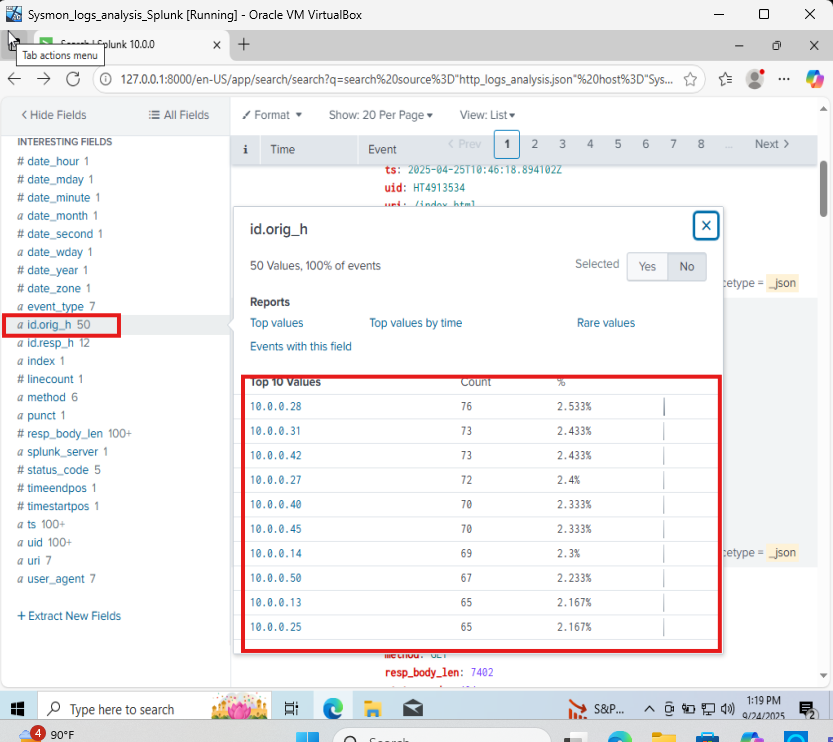 Sysmon_logs_analysis_Splunk [Running] - Oracle VM VirtualBox
Search | Splunk 10.0.0
Tab actions menu
127.0.0.1:8000/en-US/app/search/search?q=search%20source%3D"http_logs_analysis.json"%20host%3D"Sys...
Hide Fields
All Fields
Format
Show: 20 Per Page
View: List
INTERESTING FIELDS
# date_hour 1
# date_mday 1
# date_minute 1
a date_month 1
# date_second 1
a date_wday 1
# date_year 1
# date_zone 1
a event_type 7
a id.orig_h 50
a id.resp_h 12
a index 1
# linecount 1
a method 6
a punct 1
# resp_body_len 100+
a splunk_server 1
# status_code 5
# timeendpos 1
# timestartpos 1
a ts 100+
a uid 100+
a uri 7
a user_agent 7
+ Extract New Fields
< Prev 1 2 3 4 5 6 7 8 ... Next >
i Time Event
ts: 2025-04-25T10:46:18.894102Z
uid: HT4913534
uri: /index.html
id.orig_h
50 Values, 100% of events
Selected Yes No
Reports
Top values Top values by time Rare values
Events with this field
Top 10 Values Count %
10.0.0.28 76 2.533%
10.0.0.31 73 2.433%
10.0.0.42 73 2.433%
10.0.0.27 72 2.4%
10.0.0.40 70 2.333%
10.0.0.45 70 2.333%
10.0.0.14 69 2.3%
10.0.0.50 67 2.233%
10.0.0.13 65 2.167%
10.0.0.25 65 2.167%
cetype = _json
cetype = _json
method: GET
resp_body_len: 7402
Type here to search
S&P...
1:19 PM
9/24/2025
2
4
90°F
Search